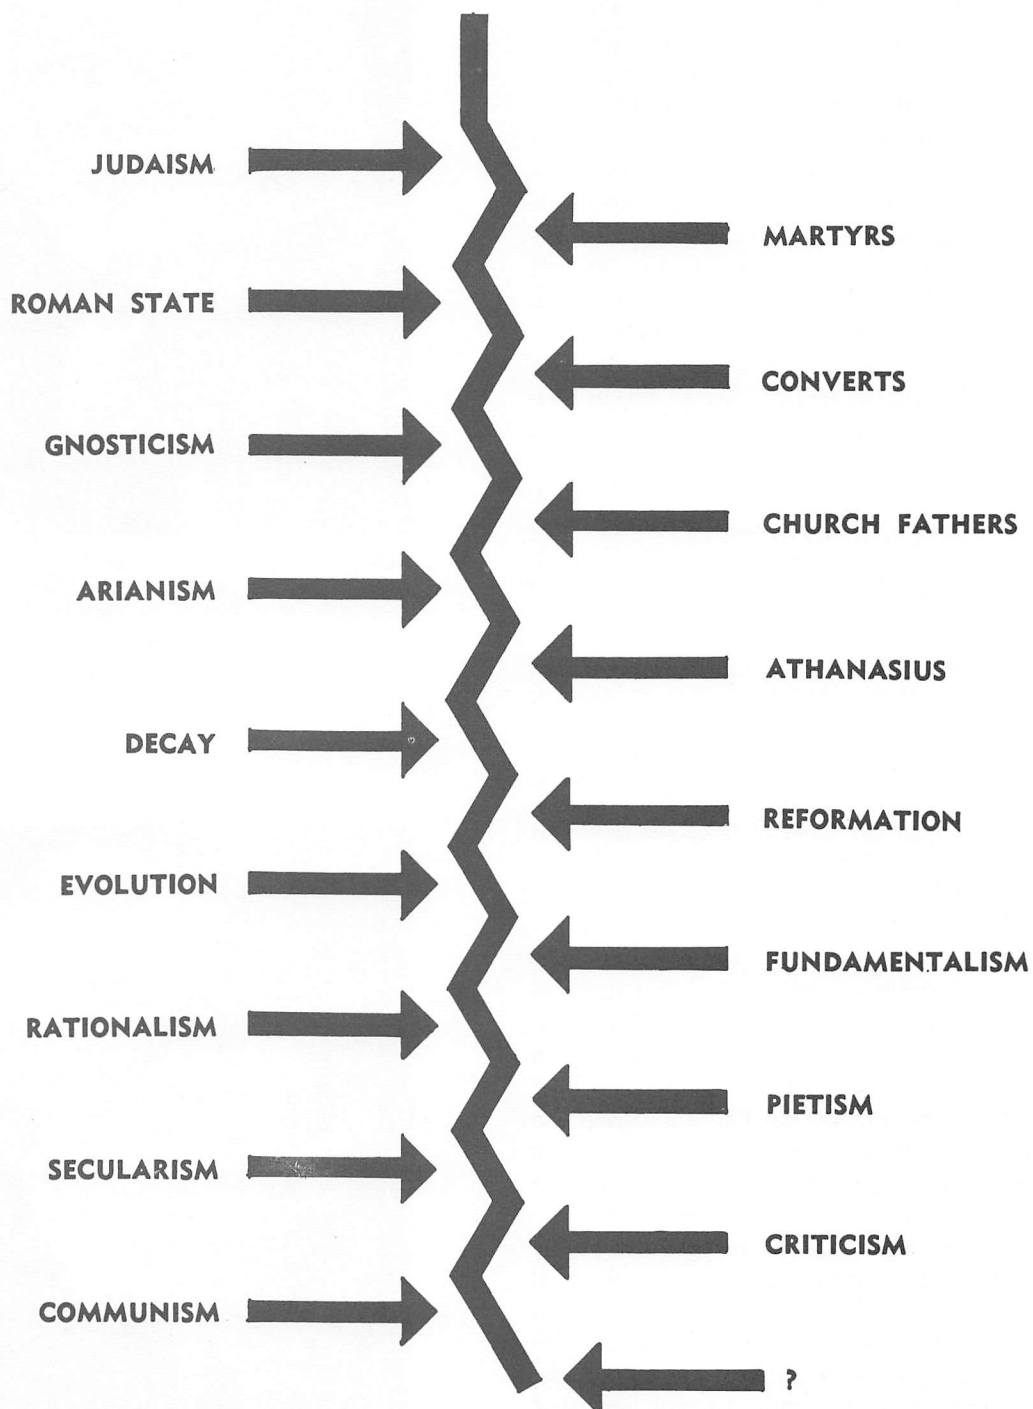 JUDAISM
MARTYRS
ROMAN STATE
CONVERTS
GNOSTICISM
CHURCH FATHERS
ARIANISM
ATHANASIUS
DECAY
REFORMATION
EVOLUTION
FUNDAMENTALISM
RATIONALISM
PIETISM
SECULARISM
CRITICISM
COMMUNISM
?